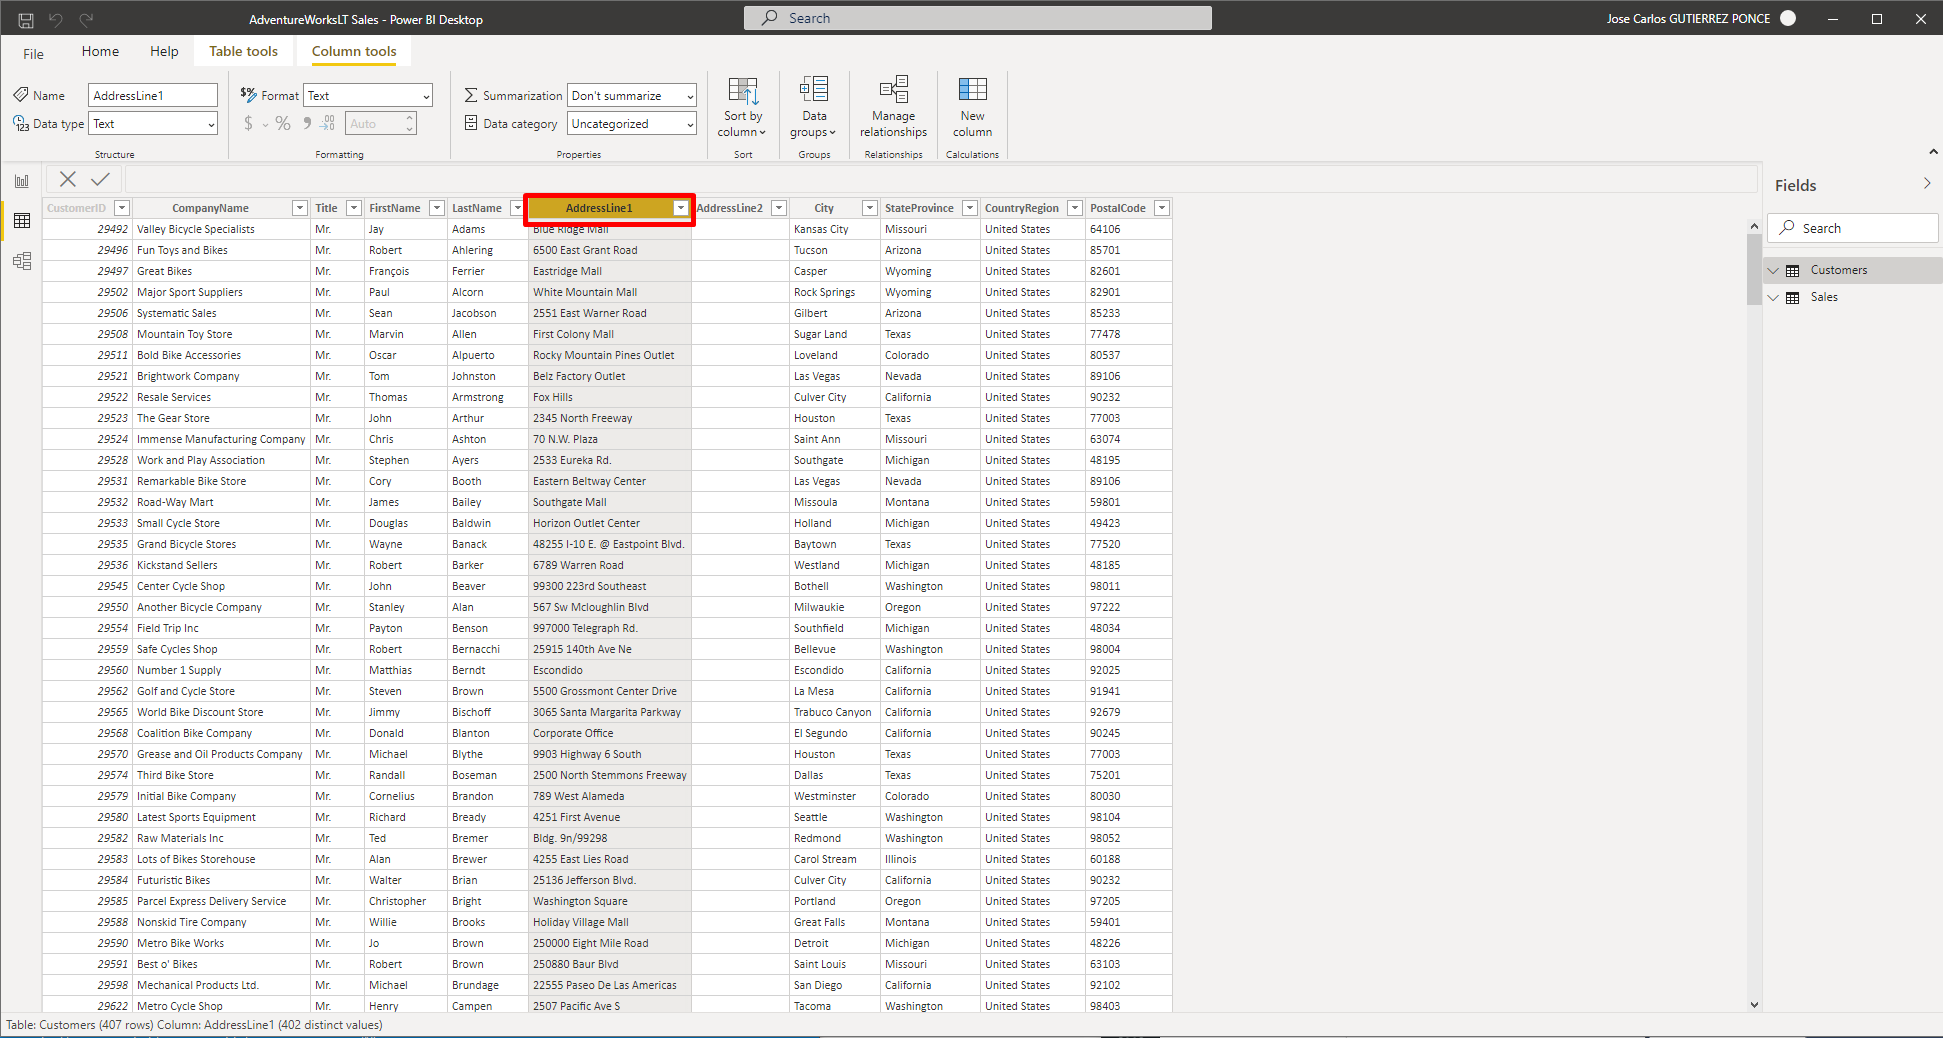 AdventureWorksLT Sales - Power BI Desktop
Search
Jose Carlos GUTIERREZ PONCE
File Home Help Table tools Column tools
Name AddressLine1
Data type Text
Structure
Format Text
$ % Auto
Formatting
Summarization Don't summarize
Data category Uncategorized
Properties
Sort by column
Sort
Data groups
Groups
Manage relationships
Relationships
New column
Calculations
CustomerID CompanyName Title FirstName LastName AddressLine1 AddressLine2 City StateProvince CountryRegion PostalCode
29492 Valley Bicycle Specialists Mr. Jay Adams Blue Ridge Mall Kansas City Missouri United States 64106
29496 Fun Toys and Bikes Mr. Robert Ahlering 6500 East Grant Road Tucson Arizona United States 85701
29497 Great Bikes Mr. François Ferrier Eastridge Mall Casper Wyoming United States 82601
29502 Major Sport Suppliers Mr. Paul Alcorn White Mountain Mall Rock Springs Wyoming United States 82901
29506 Systematic Sales Mr. Sean Jacobson 2551 East Warner Road Gilbert Arizona United States 85233
29508 Mountain Toy Store Mr. Marvin Allen First Colony Mall Sugar Land Texas United States 77478
29511 Bold Bike Accessories Mr. Oscar Alpuerto Rocky Mountain Pines Outlet Loveland Colorado United States 80537
29521 Brightwork Company Mr. Tom Johnston Belz Factory Outlet Las Vegas Nevada United States 89106
29522 Resale Services Mr. Thomas Armstrong Fox Hills Culver City California United States 90232
29523 The Gear Store Mr. John Arthur 2345 North Freeway Houston Texas United States 77003
29524 Immense Manufacturing Company Mr. Chris Ashton 70 N.W. Plaza Saint Ann Missouri United States 63074
29528 Work and Play Association Mr. Stephen Ayers 2533 Eureka Rd. Southgate Michigan United States 48195
29531 Remarkable Bike Store Mr. Cory Booth Eastern Beltway Center Las Vegas Nevada United States 89106
29532 Road-Way Mart Mr. James Bailey Southgate Mall Missoula Montana United States 59801
29533 Small Cycle Store Mr. Douglas Baldwin Horizon Outlet Center Holland Michigan United States 49423
29535 Grand Bicycle Stores Mr. Wayne Banack 48255 I-10 E. @ Eastpoint Blvd. Baytown Texas United States 77520
29536 Kickstand Sellers Mr. Robert Barker 6789 Warren Road Westland Michigan United States 48185
29545 Center Cycle Shop Mr. John Beaver 99300 223rd Southeast Bothell Washington United States 98011
29550 Another Bicycle Company Mr. Stanley Alan 567 Sw Mcloughlin Blvd Milwaukie Oregon United States 97222
29554 Field Trip Inc Mr. Payton Benson 997000 Telegraph Rd. Southfield Michigan United States 48034
29559 Safe Cycles Shop Mr. Robert Bernacchi 25915 140th Ave Ne Bellevue Washington United States 98004
29560 Number 1 Supply Mr. Matthias Berndt Escondido Escondido California United States 92025
29562 Golf and Cycle Store Mr. Steven Brown 5500 Grossmont Center Drive La Mesa California United States 91941
29565 World Bike Discount Store Mr. Jimmy Bischoff 3065 Santa Margarita Parkway Trabuco Canyon California United States 92679
29568 Coalition Bike Company Mr. Donald Blanton Corporate Office El Segundo California United States 90245
29570 Grease and Oil Products Company Mr. Michael Blythe 9903 Highway 6 South Houston Texas United States 77003
29574 Third Bike Store Mr. Randall Boseman 2500 North Stemmons Freeway Dallas Texas United States 75201
29579 Initial Bike Company Mr. Cornelius Brandon 789 West Alameda Westminster Colorado United States 80030
29580 Latest Sports Equipment Mr. Richard Bready 4251 First Avenue Seattle Washington United States 98104
29582 Raw Materials Inc Mr. Ted Bremer Bldg. 9n/99298 Redmond Washington United States 98052
29583 Lots of Bikes Storehouse Mr. Alan Brewer 4255 East Lies Road Carol Stream Illinois United States 60188
29584 Futuristic Bikes Mr. Walter Brian 25136 Jefferson Blvd. Culver City California United States 90232
29585 Parcel Express Delivery Service Mr. Christopher Bright Washington Square Portland Oregon United States 97205
29588 Nonskid Tire Company Mr. Willie Brooks Holiday Village Mall Great Falls Montana United States 59401
29590 Metro Bike Works Mr. Jo Brown 250000 Eight Mile Road Detroit Michigan United States 48226
29591 Best o' Bikes Mr. Robert Brown 250880 Baur Blvd Saint Louis Missouri United States 63103
29598 Mechanical Products Ltd. Mr. Michael Brundage 22555 Paseo De Las Americas San Diego California United States 92102
29622 Metro Cycle Shop Mr. Henry Campen 2507 Pacific Ave S Tacoma Washington United States 98403
Fields
Search
Customers
Sales
Table: Customers (407 rows) Column: AddressLine1 (402 distinct values)